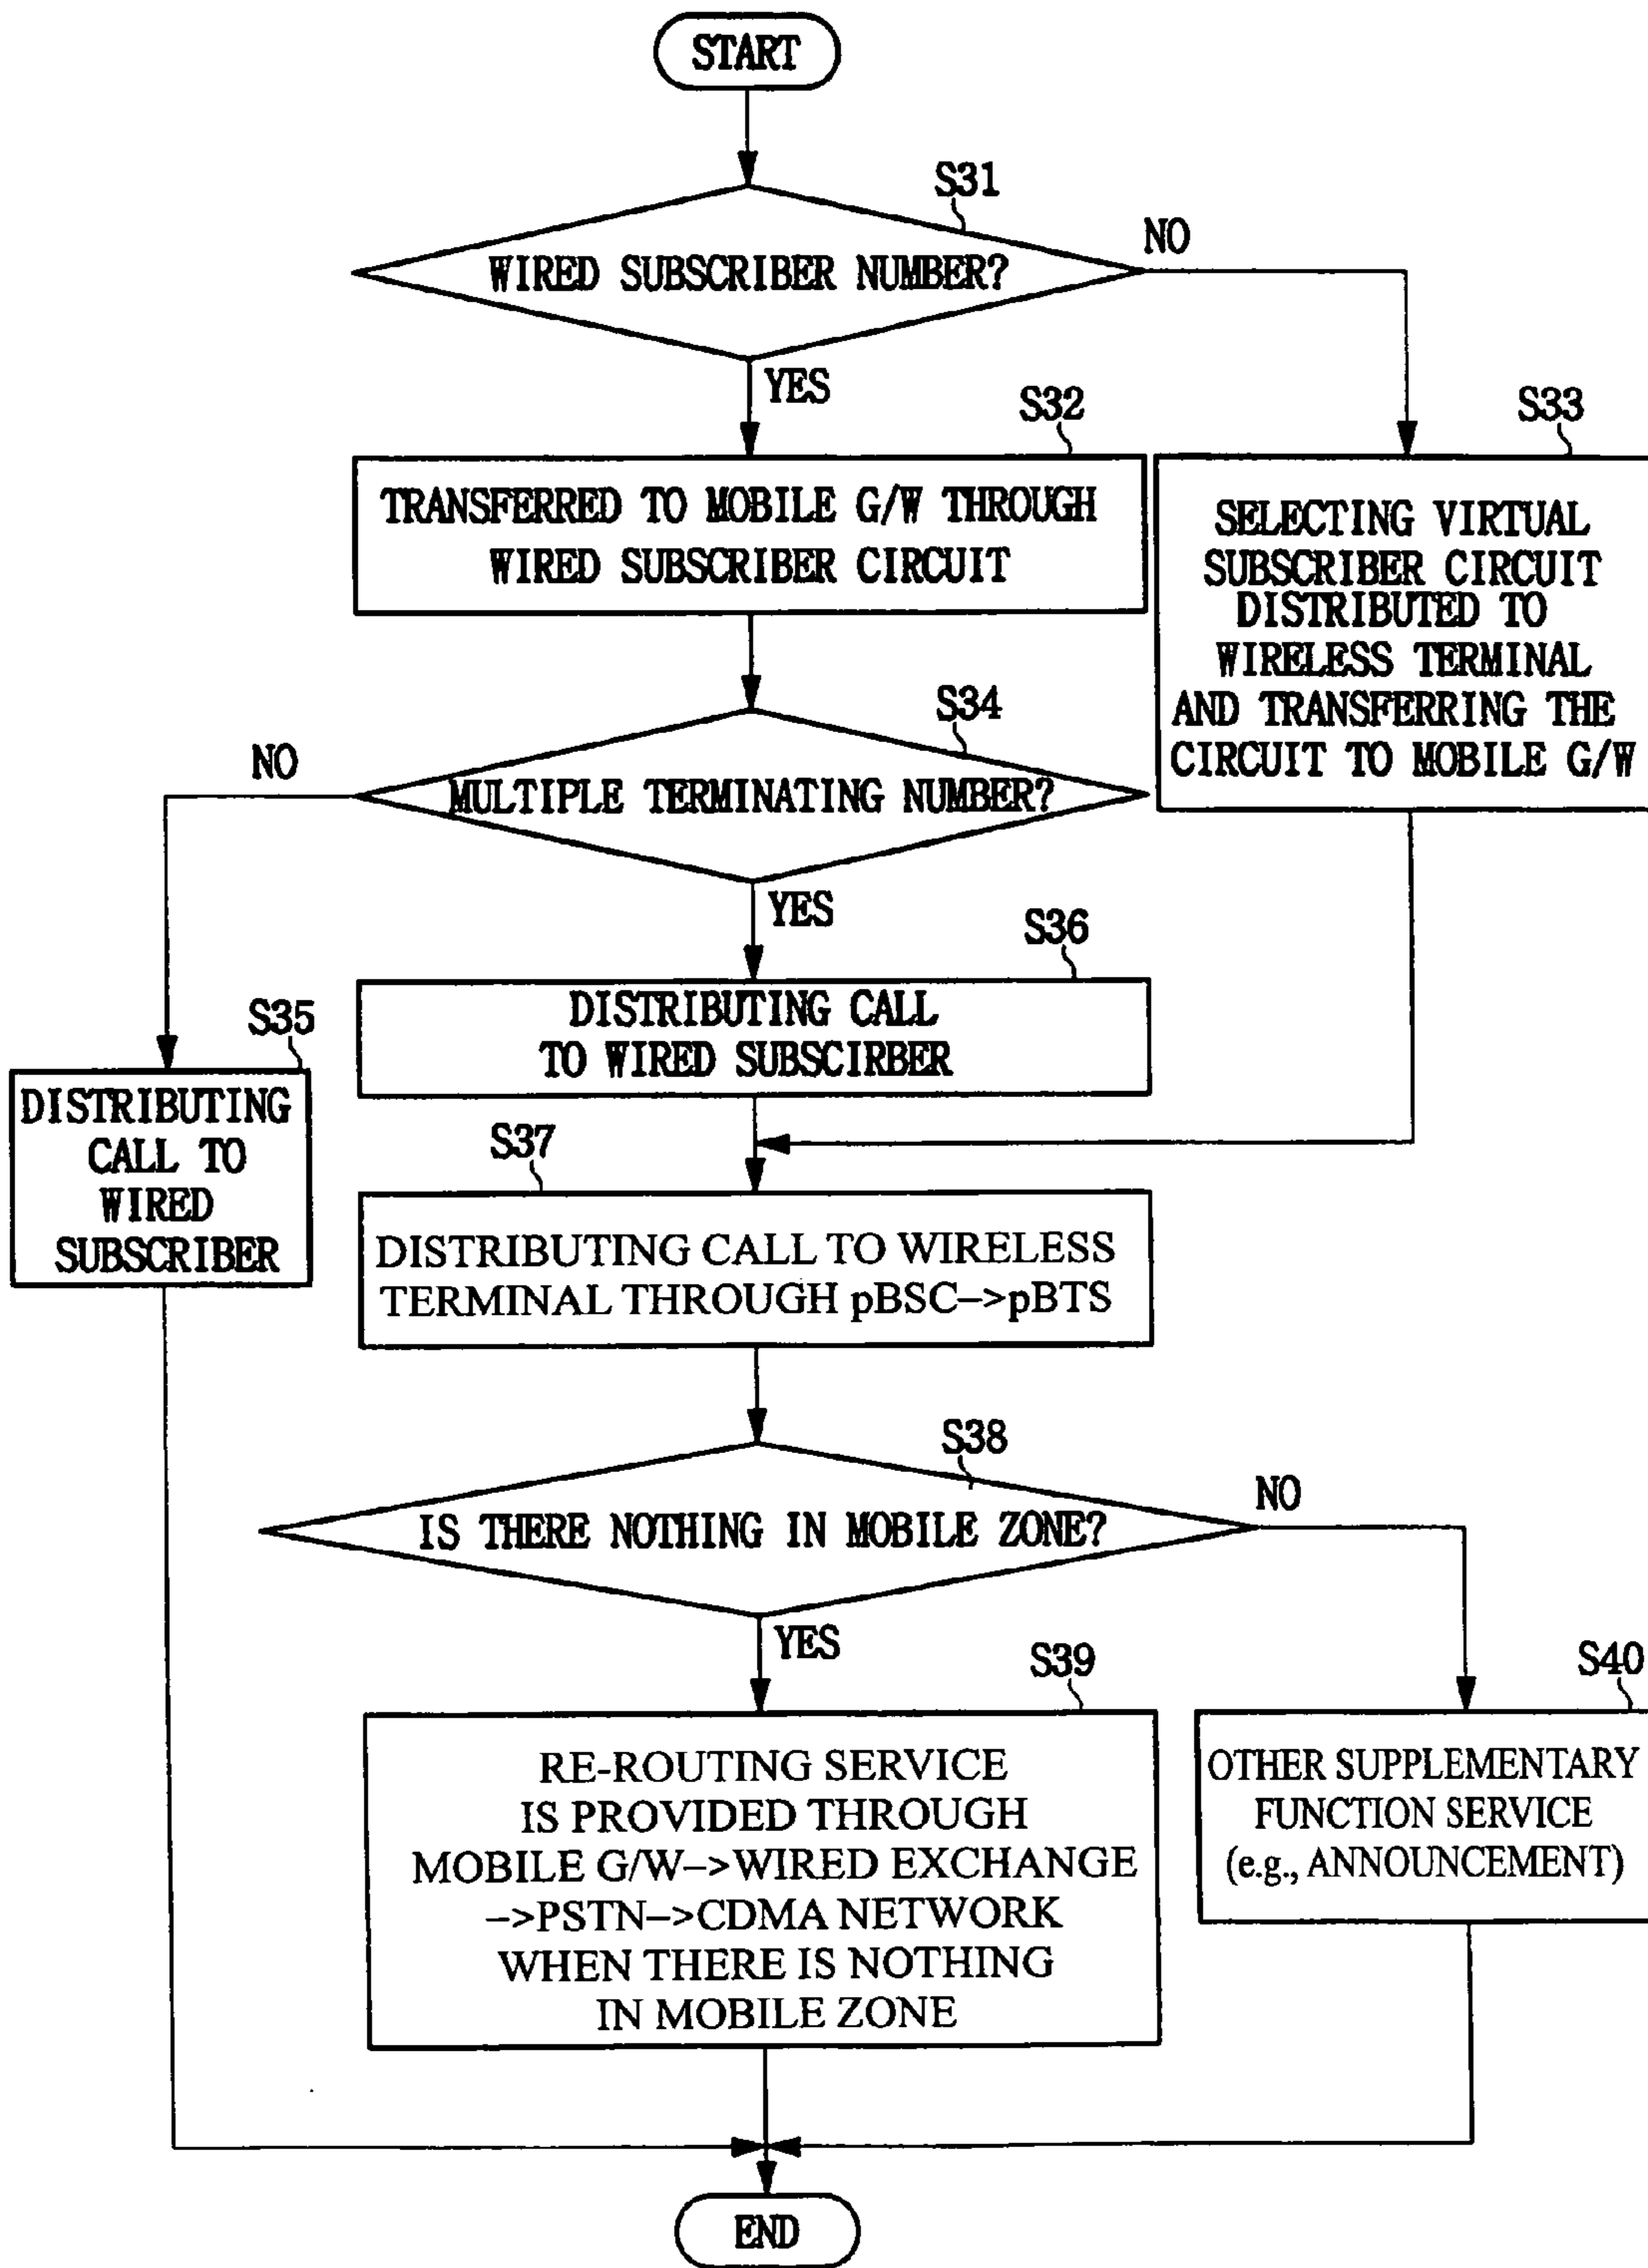 START
S31
NO
WIRED SUBSCRIBER NUMBER?
YES
S32
S33
TRANSFERRED TO MOBILE G/W THROUGH
WIRED SUBSCRIBER CIRCUIT
SELECTING VIRTUAL
SUBSCRIBER CIRCUIT
DISTRIBUTED TO
WIRELESS TERMINAL
AND TRANSFERRING THE
CIRCUIT TO MOBILE G/W
S34
NO
MULTIPLE TERMINATING NUMBER?
YES
S36
DISTRIBUTING CALL
TO WIRED SUBSCIRBER
S35
DISTRIBUTING
CALL TO
WIRED
SUBSCRIBER
S37
DISTRIBUTING CALL TO WIRELESS
TERMINAL THROUGH pBSC–>pBTS
S38
NO
IS THERE NOTHING IN MOBILE ZONE?
YES
S39
S40
RE-ROUTING SERVICE
IS PROVIDED THROUGH
MOBILE G/W–>WIRED EXCHANGE
–>PSTN–>CDMA NETWORK
WHEN THERE IS NOTHING
IN MOBILE ZONE
OTHER SUPPLEMENTARY
FUNCTION SERVICE
(e.g., ANNOUNCEMENT)
END